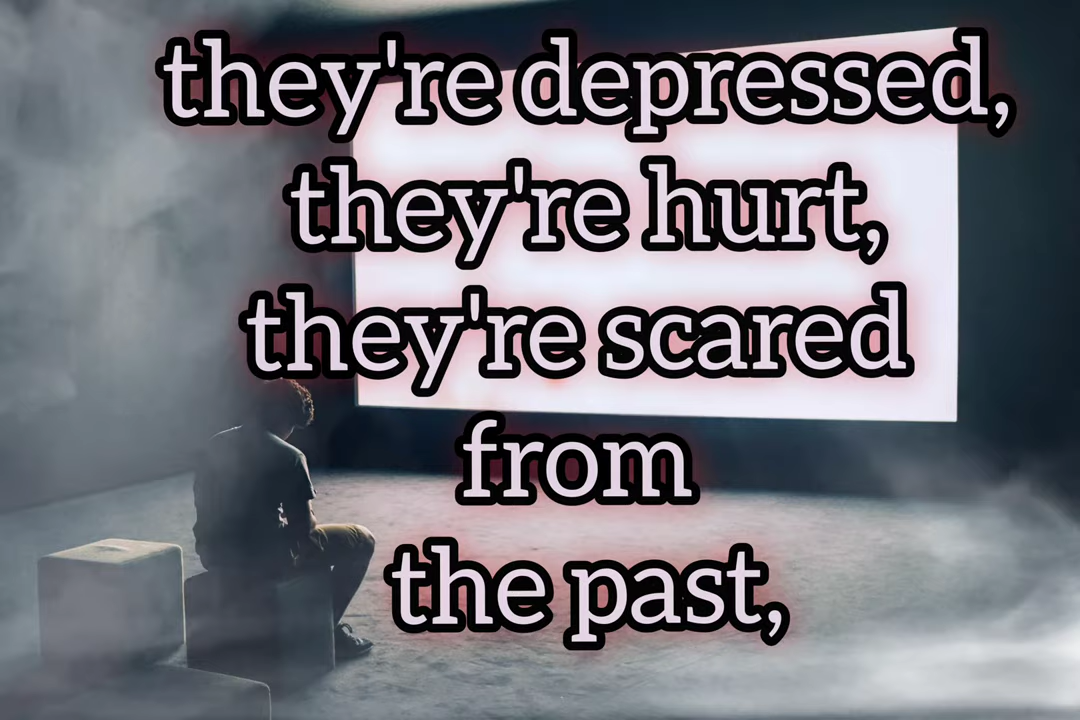 they're depressed,
they're hurt,
they're scared
from
the past,